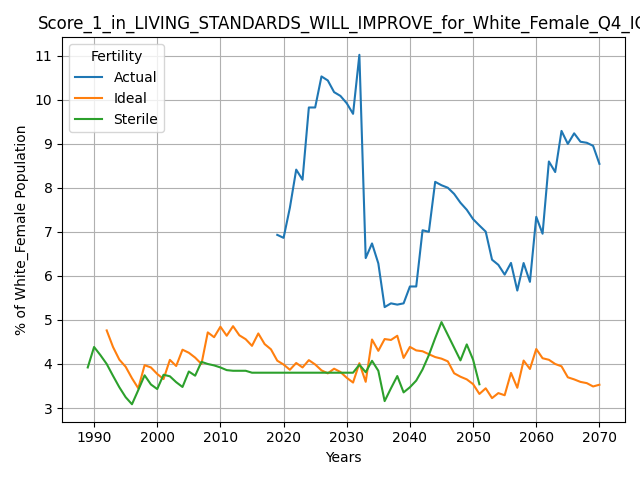 Score_1_in_LIVING_STANDARDS_WILL_IMPROVE_for_White_Female_Q4_IQ
Fertility
Actual
Ideal
Sterile
% of White_Female Population
11
10
9
8
7
6
5
4
3
1990
2000
2010
2020
2030
2040
2050
2060
2070
Years